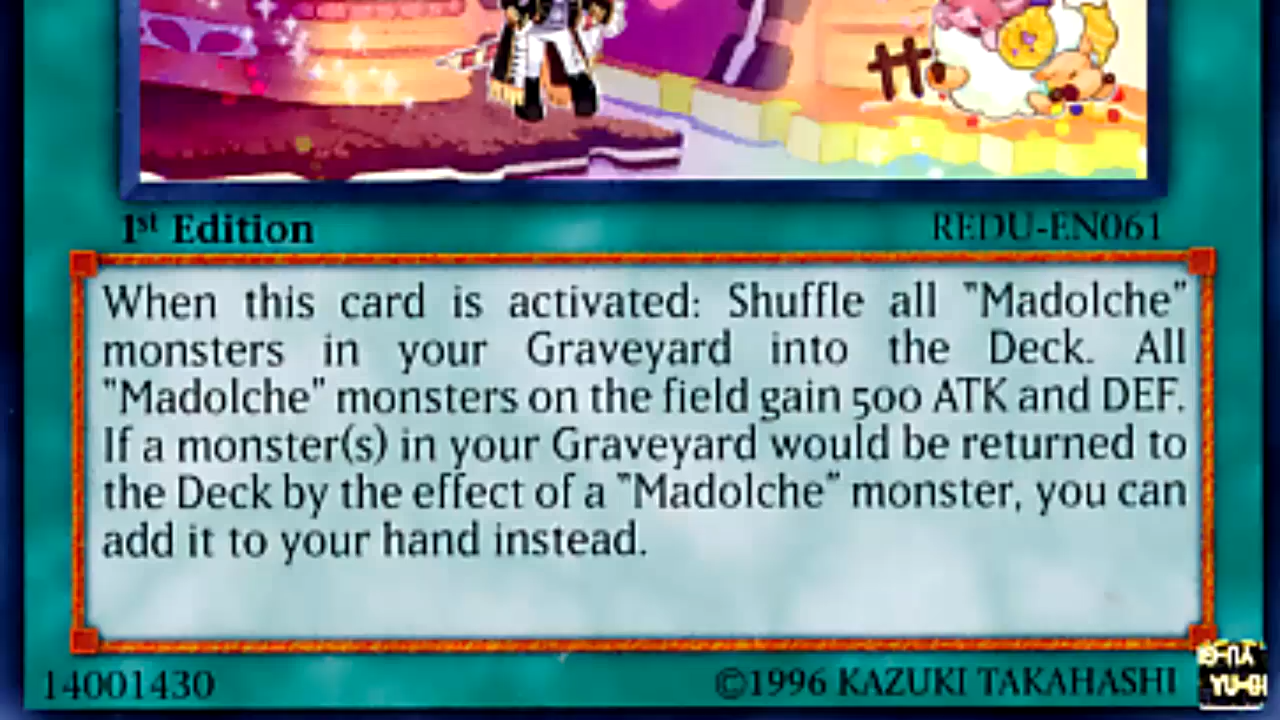 1st Edition
REDU-EN061
When this card is activated: Shuffle all "Madolche"
monsters in your Graveyard into the Deck. All
"Madolche" monsters on the field gain 500 ATK and DEF.
If a monster(s) in your Graveyard would be returned to
the Deck by the effect of a "Madolche" monster, you can
add it to your hand instead.
14001430
©1996 KAZUKI TAKAHASHI